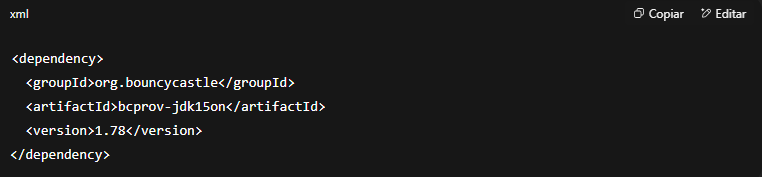 xml Copiar Editar
<dependency>
<groupId>org.bouncycastle</groupId>
<artifactId>bcprov-jdk15on</artifactId>
<version>1.78</version>
</dependency>